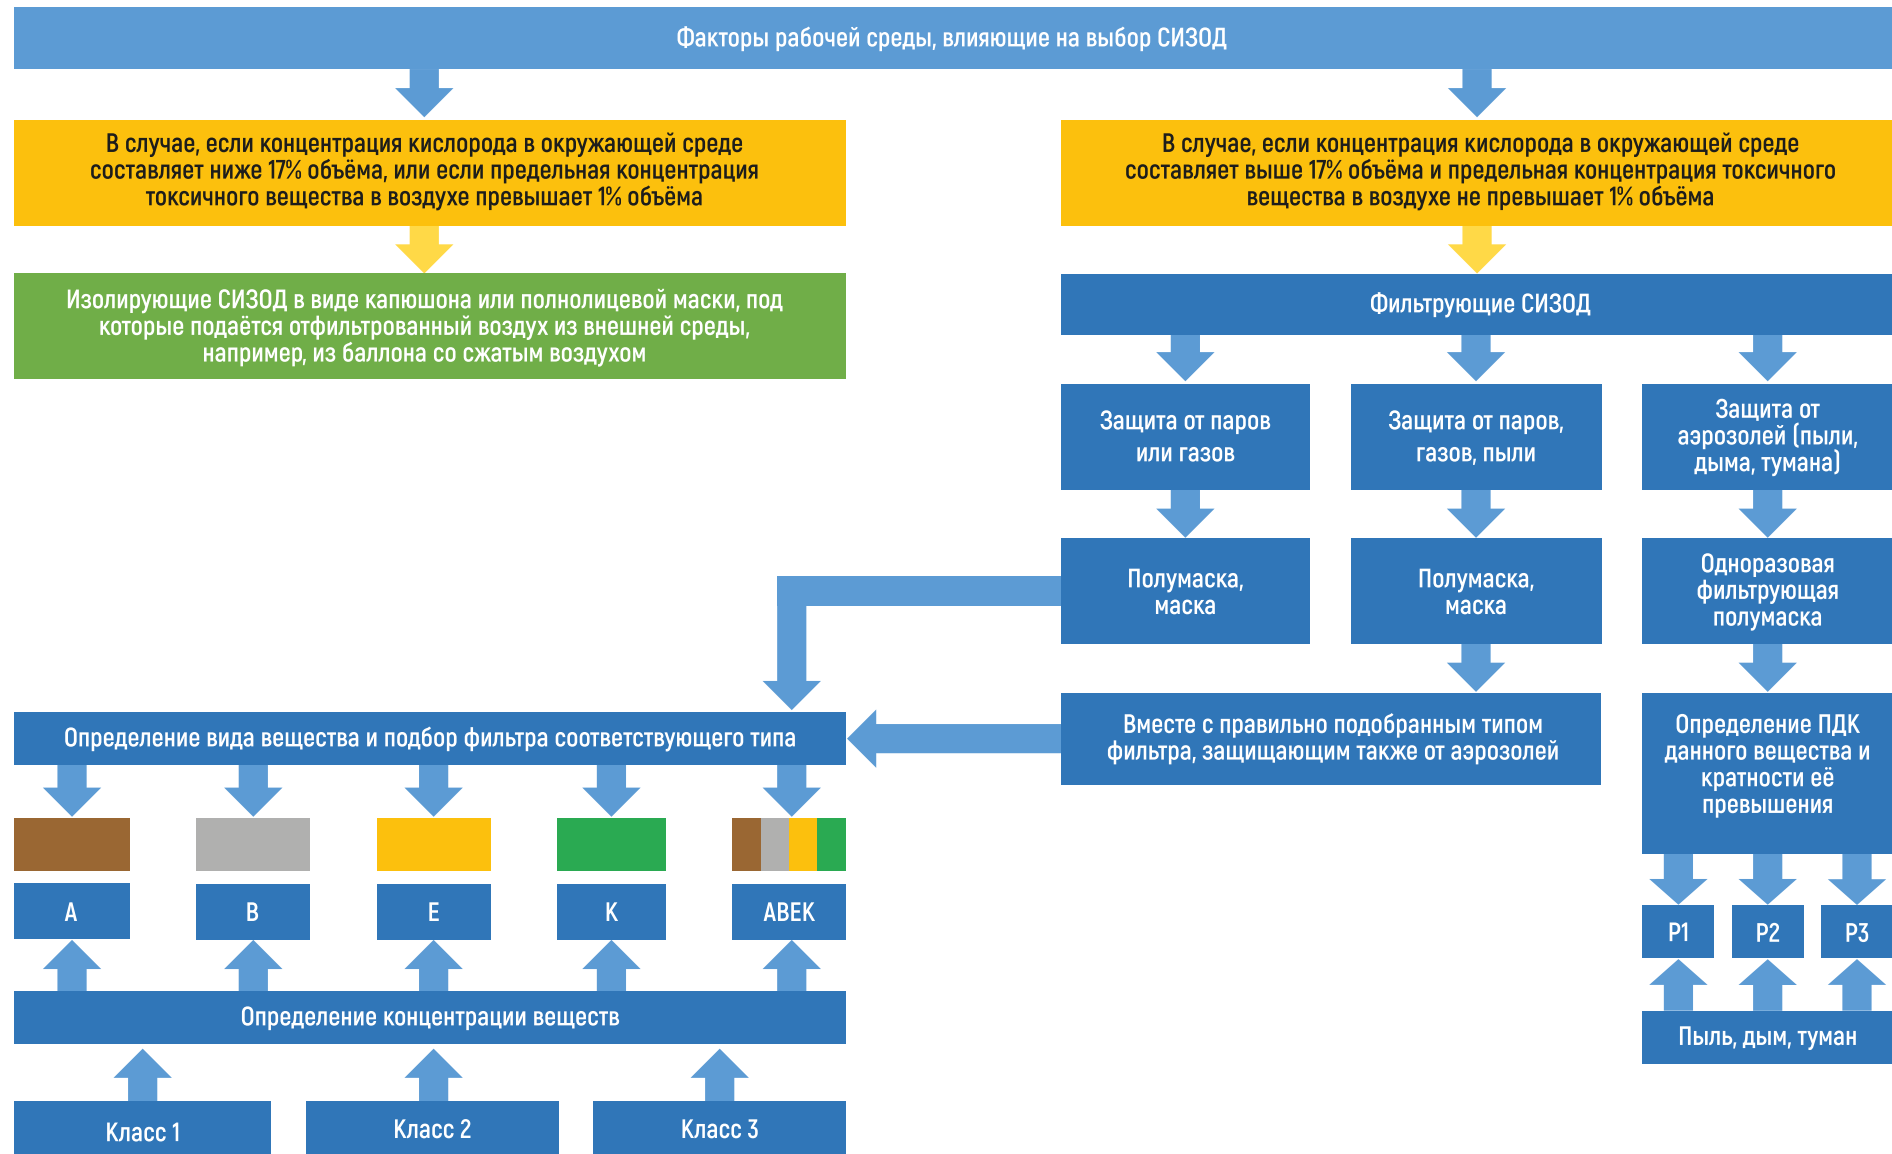 Факторы рабочей среды, влияющие на выбор СИЗОД
В случае, если концентрация кислорода в окружающей среде
составляет ниже 17% объёма, или если предельная концентрация
токсичного вещества в воздухе превышает 1% объёма
В случае, если концентрация кислорода в окружающей среде
составляет выше 17% объёма и предельная концентрация токсичного
вещества в воздухе не превышает 1% объёма
Изолирующие СИЗОД в виде капюшона или полнолицевой маски, под
которые подаётся отфильтрованный воздух из внешней среды,
например, из баллона со сжатым воздухом
Фильтрующие СИЗОД
Защита от паров
или газов
Защита от паров,
газов, пыли
Защита от
аэрозолей (пыли,
дыма, тумана)
Полумаска,
маска
Полумаска,
маска
Одноразовая
фильтрующая
полумаска
Вместе с правильно подобранным типом
фильтра, защищающим также от аэрозолей
Определение ПДК
данного вещества и
кратности её
превышения
Определение вида вещества и подбор фильтра соответствующего типа
A
B
E
K
ABEK
P1
P2
P3
Определение концентрации веществ
Пыль, дым, туман
Класс 1
Класс 2
Класс 3